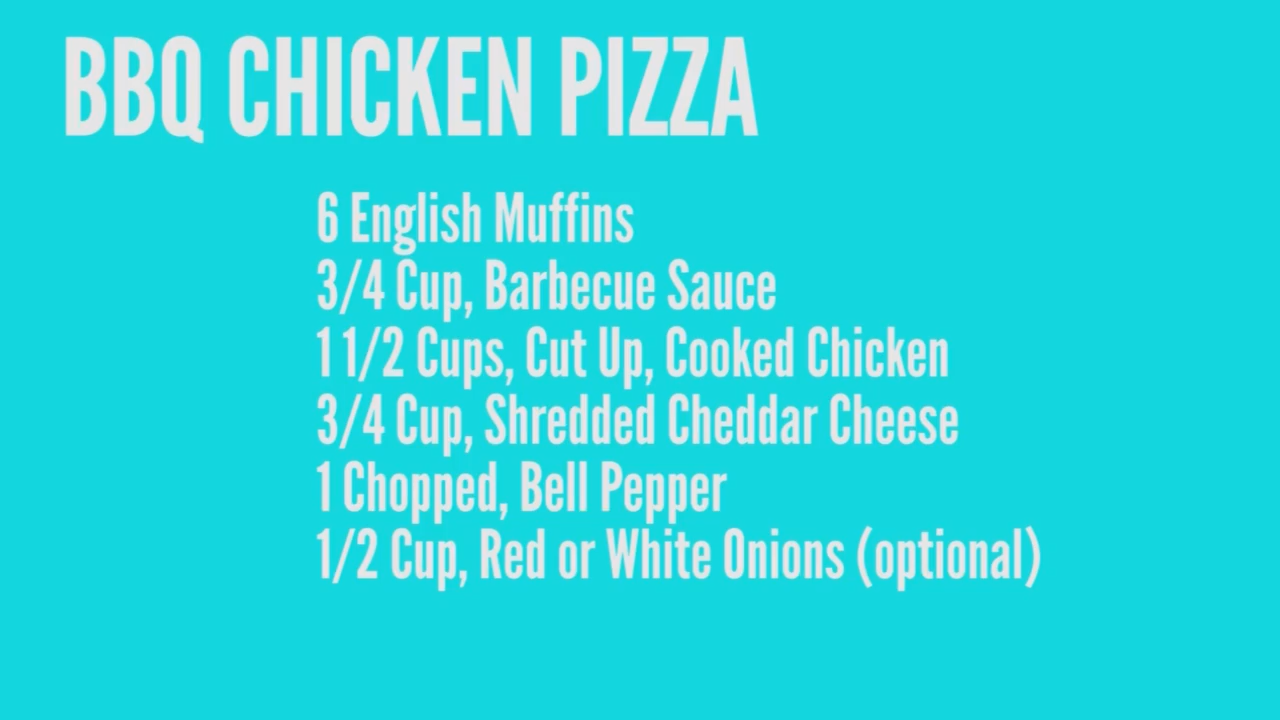 BBQ CHICKEN PIZZA
6 English Muffins
3/4 Cup, Barbecue Sauce
1 1/2 Cups, Cut Up, Cooked Chicken
3/4 Cup, Shredded Cheddar Cheese
1 Chopped, Bell Pepper
1/2 Cup, Red or White Onions (optional)